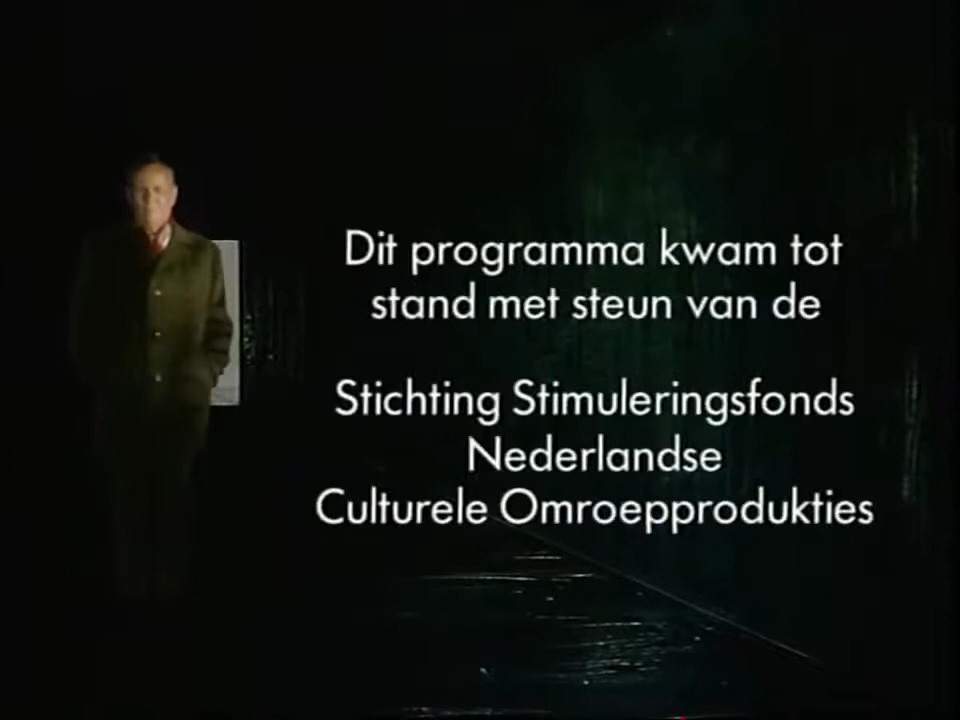 Dit programma kwam tot
stand met steun van de
Stichting Stimuleringsfonds
Nederlandse
Culturele Omroepprodukties